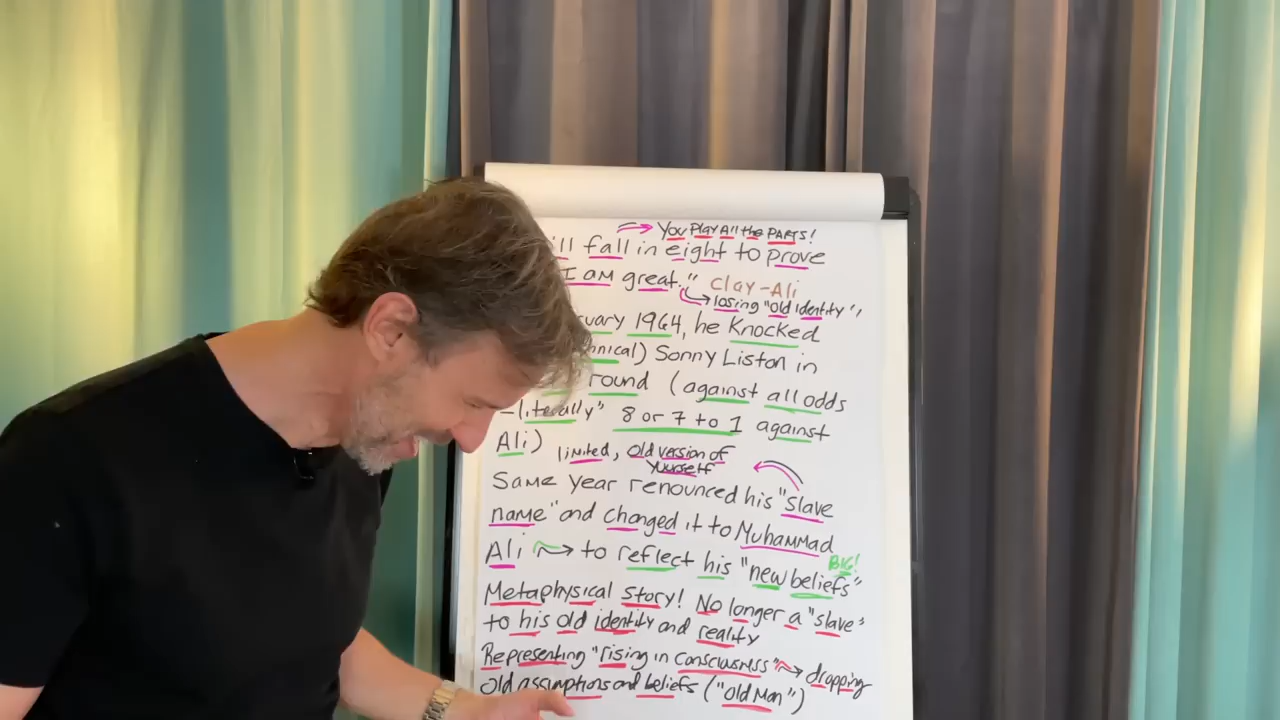 You Play All the PARTS!
ill fall in eight to prove
I AM great." Clay-Ali
losing "old identity"
uary 1964, he Knocked
nical) Sonny Liston in
round (against all odds
-literally" 8 or 7 to 1 against
Ali) limited, old version of
yourself
Same year renounced his "slave
name" and changed it to Muhammad
Ali to reflect his "new beliefs"
BIG!
Metaphysical story! No longer a "slave"
to his old identity and reality
Representing "rising in consciousness" dropping
old assumptions and beliefs ("old Man")